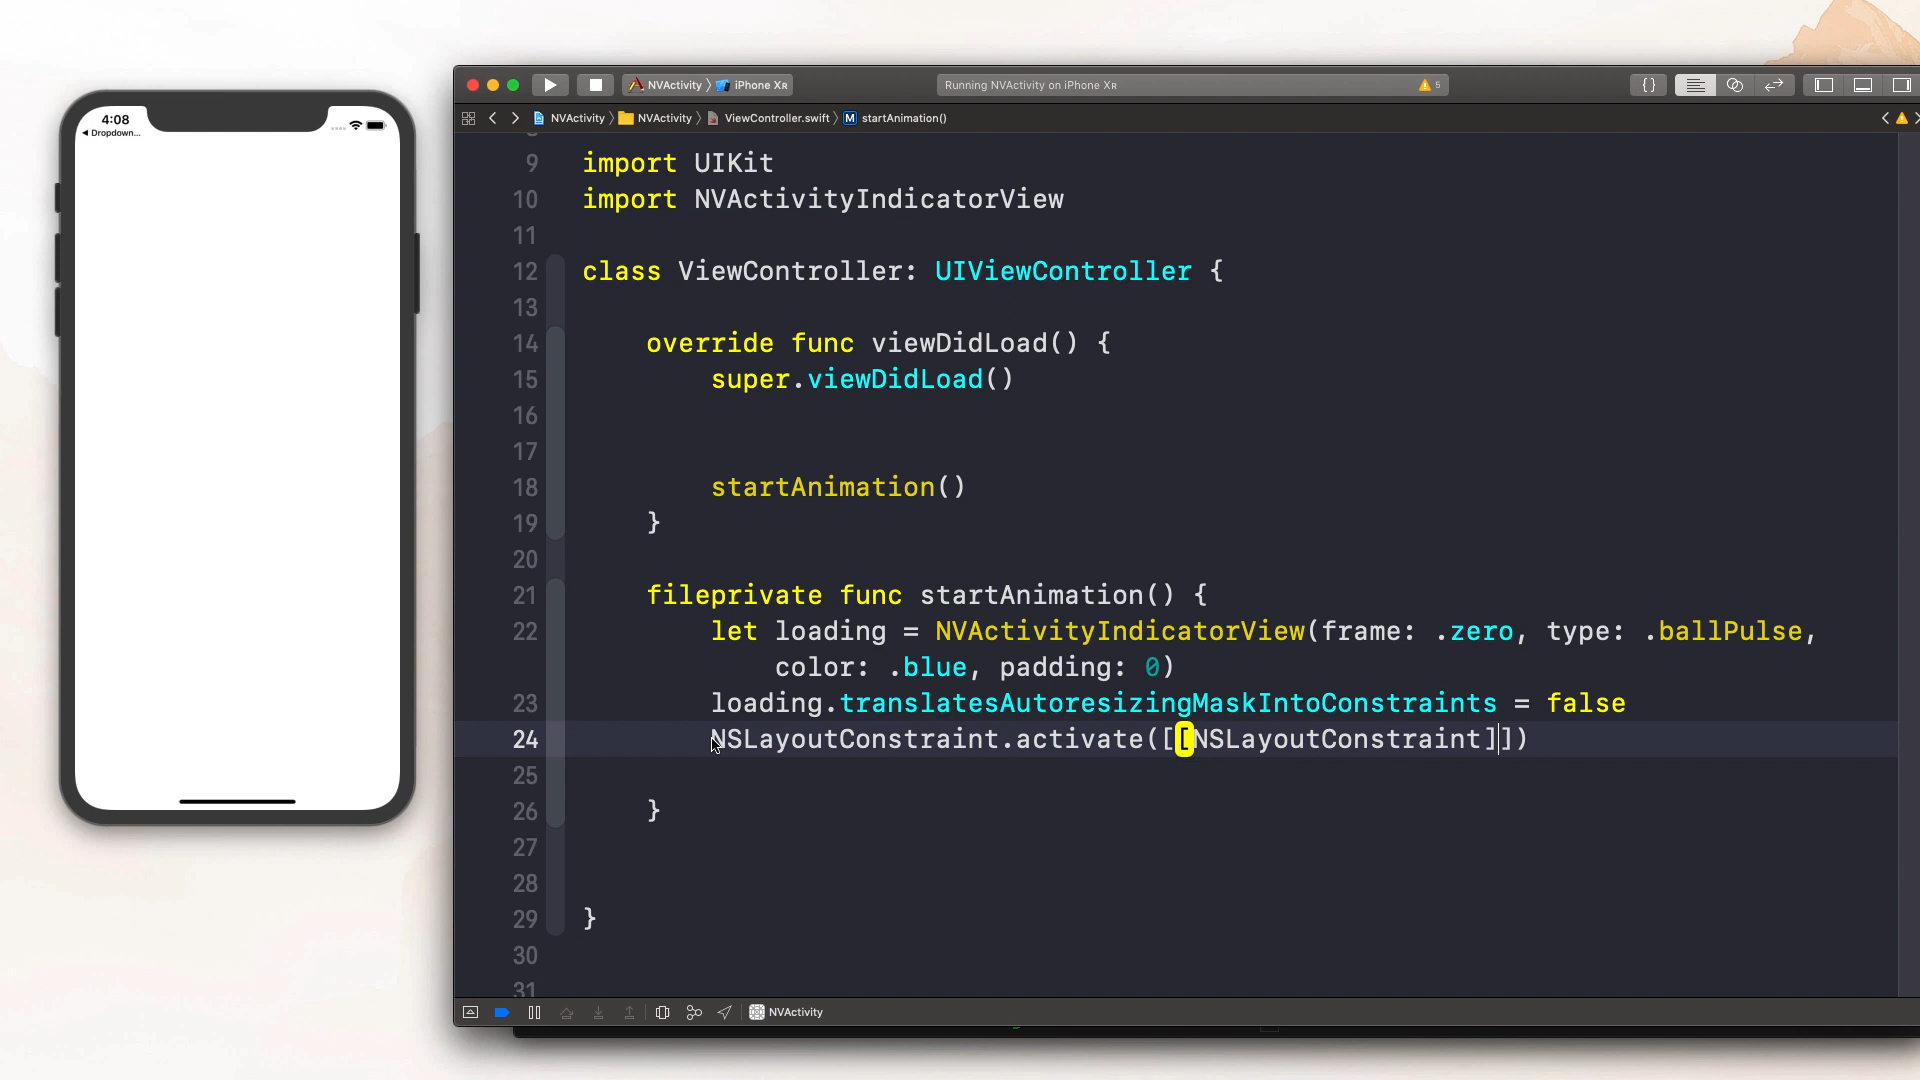 4:08
◀ Dropdown...
NVActivity 〉 iPhone Xʀ
Running NVActivity on iPhone Xʀ
5
{}
NVActivity 〉 NVActivity 〉 ViewController.swift 〉 M startAnimation()
9 import UIKit
10 import NVActivityIndicatorView
11
12 class ViewController: UIViewController {
13
14 override func viewDidLoad() {
15 super.viewDidLoad()
16
17
18 startAnimation()
19 }
20
21 fileprivate func startAnimation() {
22 let loading = NVActivityIndicatorView(frame: .zero, type: .ballPulse,
color: .blue, padding: 0)
23 loading.translatesAutoresizingMaskIntoConstraints = false
24 NSLayoutConstraint.activate([[NSLayoutConstraint]])
25
26 }
27
28
29 }
30
31
NVActivity